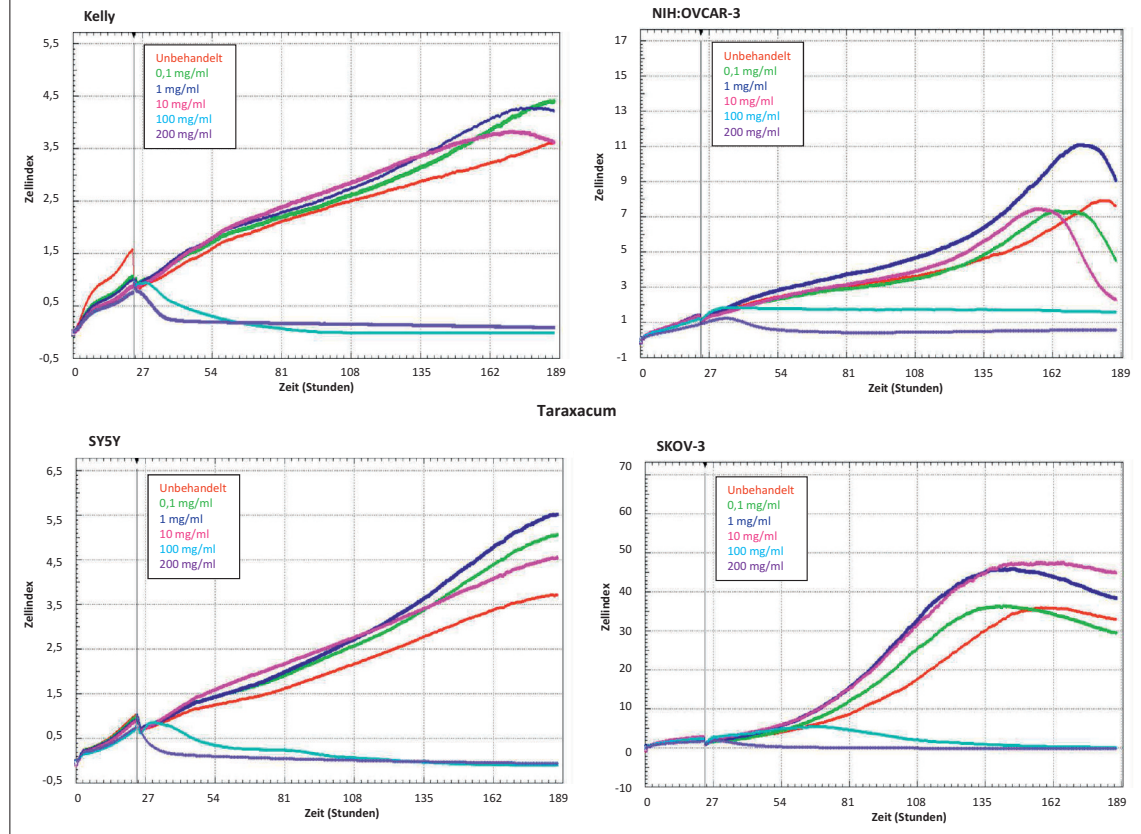 Kelly
5,5
4,5
3,5
2,5
1,5
0,5
-0,5
Zellindex
Unbehandelt
0,1 mg/ml
1 mg/ml
10 mg/ml
100 mg/ml
200 mg/ml
0 27 54 81 108 135 162 189
Zeit (Stunden)
NIH:OVCAR-3
17
15
13
11
9
7
5
3
1
-1
Zellindex
Unbehandelt
0,1 mg/ml
1 mg/ml
10 mg/ml
100 mg/ml
200 mg/ml
0 27 54 81 108 135 162 189
Zeit (Stunden)
Taraxacum
SY5Y
6,5
5,5
4,5
3,5
2,5
1,5
0,5
-0,5
Zellindex
Unbehandelt
0,1 mg/ml
1 mg/ml
10 mg/ml
100 mg/ml
200 mg/ml
0 27 54 81 108 135 162 189
Zeit (Stunden)
SKOV-3
70
60
50
40
30
20
10
0
-10
Zellindex
Unbehandelt
0,1 mg/ml
1 mg/ml
10 mg/ml
100 mg/ml
200 mg/ml
0 27 54 81 108 135 162 189
Zeit (Stunden)